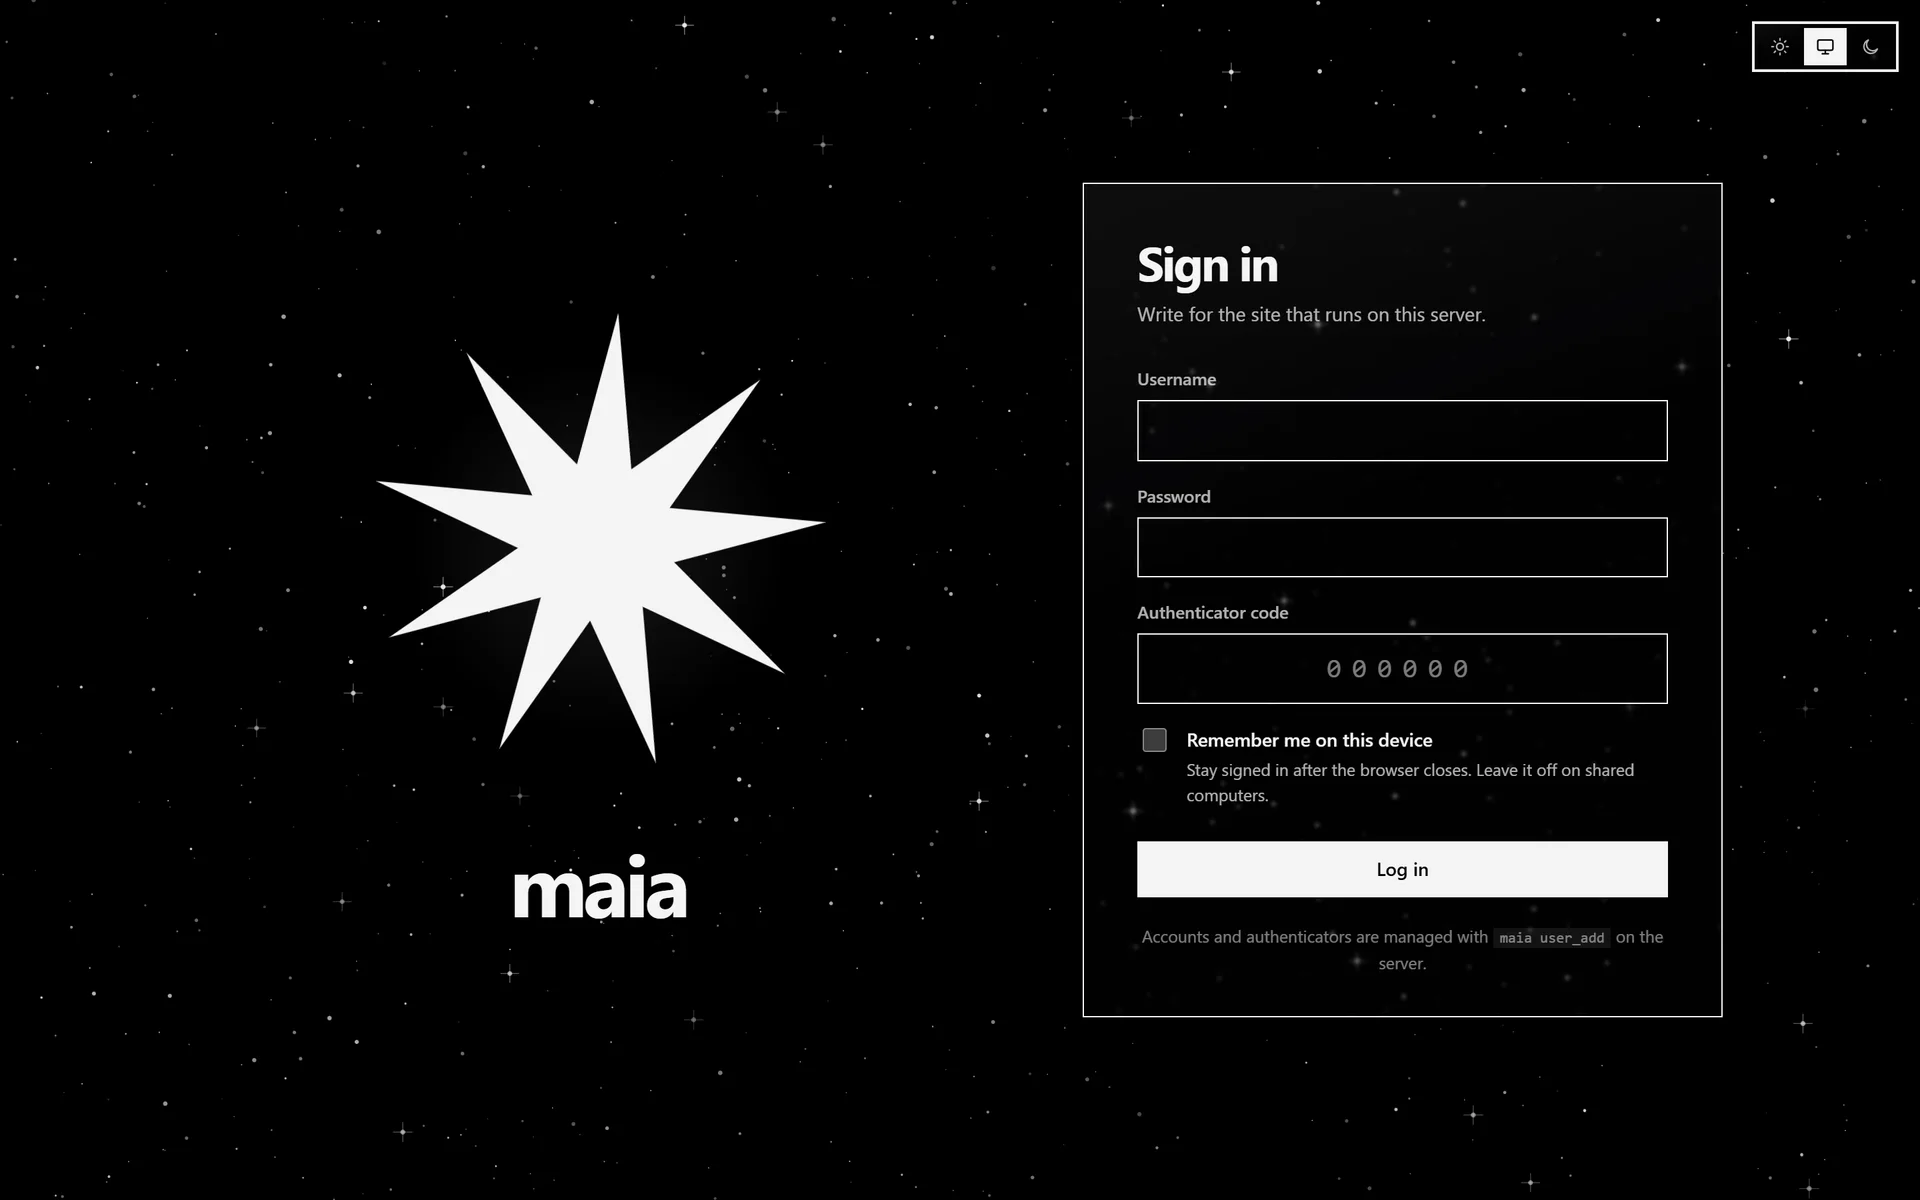 Sign in
Write for the site that runs on this server.
Username
Password
Authenticator code
000000
Remember me on this device
Stay signed in after the browser closes. Leave it off on shared
computers.
Log in
Accounts and authenticators are managed with maia user_add on the
server.
maia